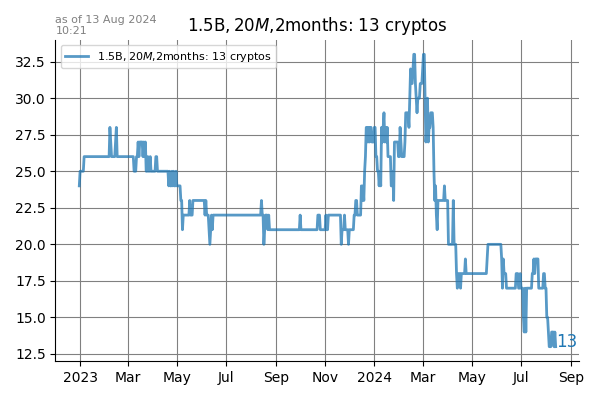 as of 13 Aug 2024
10:21
1.5B, 20M,2months: 13 cryptos
1.5B, 20M,2months: 13 cryptos
32.5
30.0
27.5
25.0
22.5
20.0
17.5
15.0
12.5
13
2023 Mar May Jul Sep Nov 2024 Mar May Jul Sep